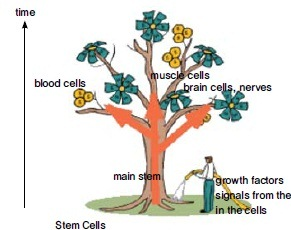 time
muscle cells
blood cells
brain cells, nerves
main stem
growth factors
signals from the
in the cells
Stem Cells